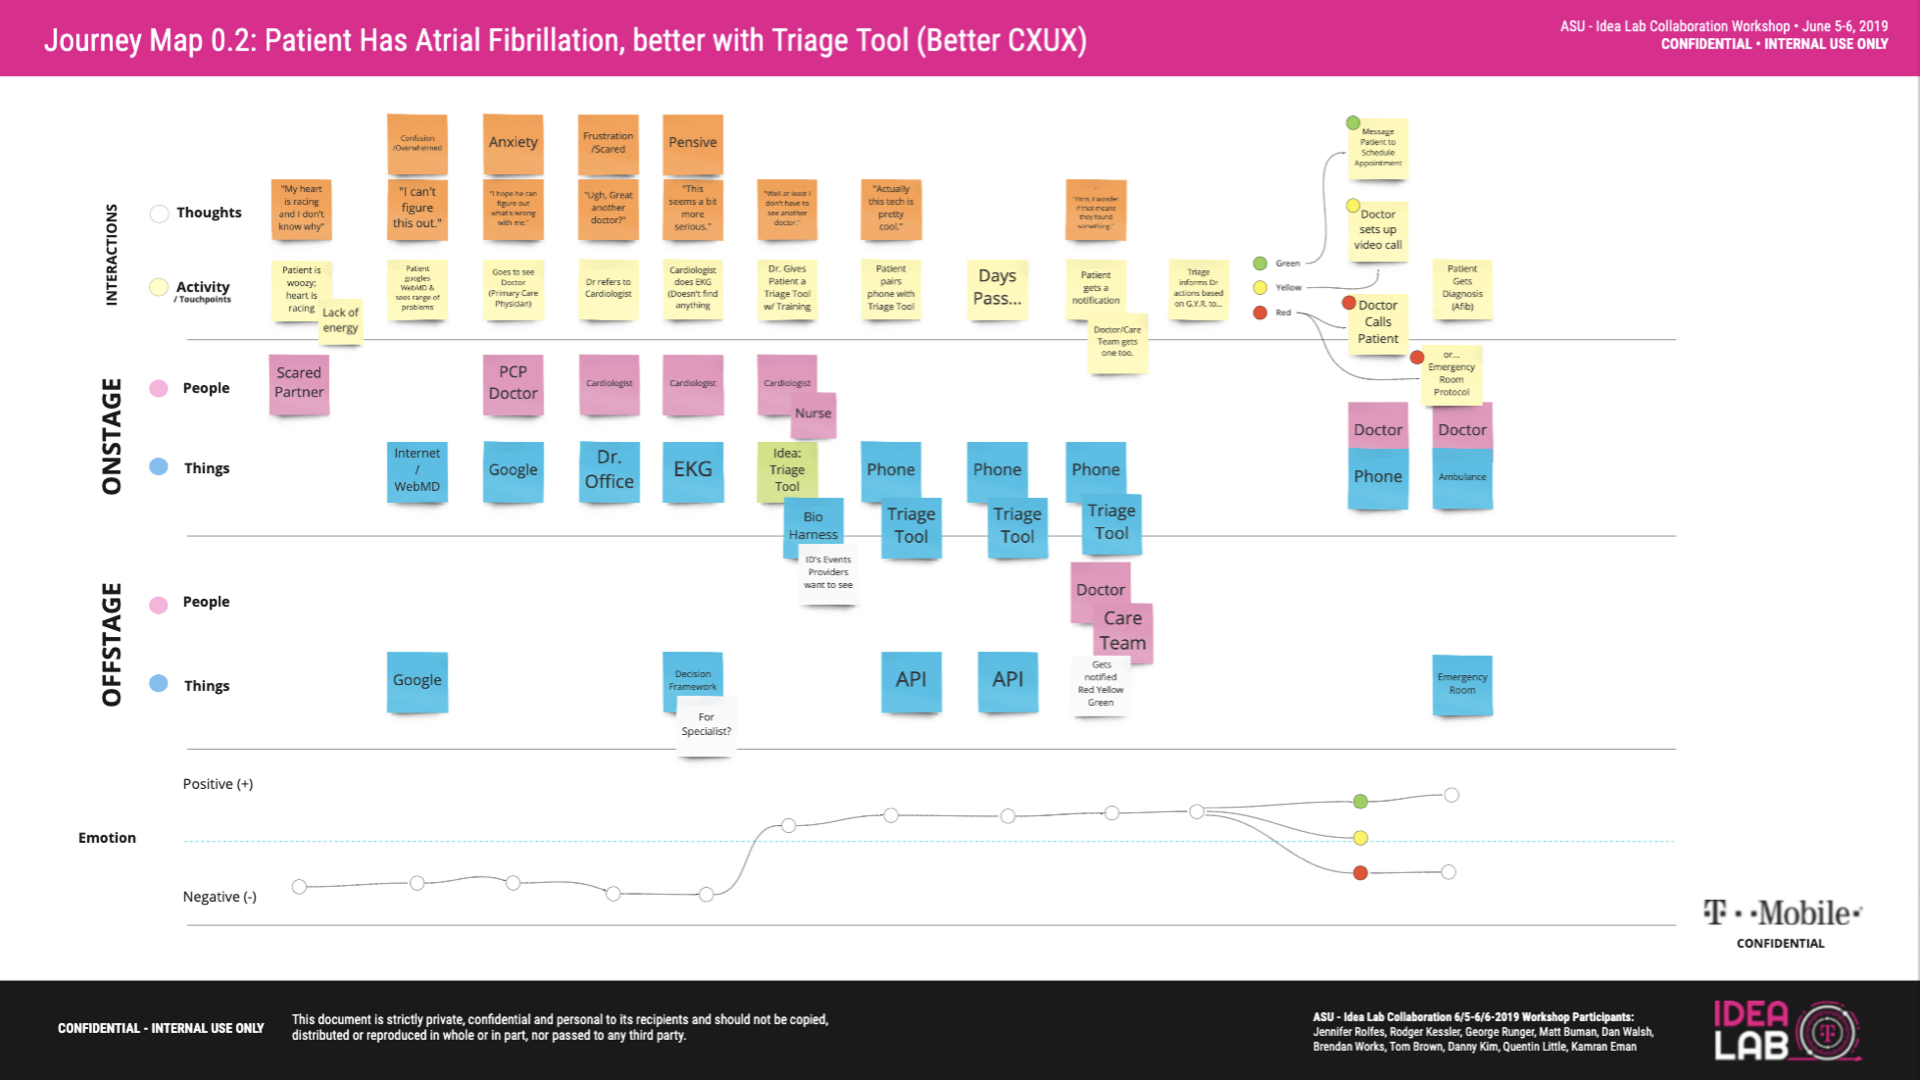 Journey Map 0.2: Patient Has Atrial Fibrillation, better with Triage Tool (Better CXUX)
ASU - Idea Lab Collaboration Workshop • June 5-6, 2019
CONFIDENTIAL • INTERNAL USE ONLY
INTERACTIONS
Confusion
/Overwhelmed
Anxiety
Frustration
/Scared
Pensive
Thoughts
"My heart
is racing
and I don't
know why"
"I can't
figure
this out."
"I hope he can
figure out
what's wrong
with me."
"Ugh, Great
another
doctor?"
"This
seems a bit
more
serious."
"Well at least I
don't have to
see another
doctor."
"Actually
this tech is
pretty
cool."
"Hm, I wonder
if that means
they found
something."
Activity
/ Touchpoints
Patient is
woozy;
heart is
racing
Lack of
energy
Patient
googles
WebMD &
sees range of
problems
Goes to see
Doctor
(Primary Care
Physician)
Dr refers to
Cardiologist
Cardiologist
does EKG
(Doesn't find
anything
Dr. Gives
Patient a
Triage Tool
w/ Training
Patient
pairs
phone with
Triage Tool
Days
Pass...
Patient
gets a
notification
Doctor/Care
Team gets
one too.
Triage
informs Dr
actions based
on G.Y.R. to...
Green
Yellow
Red
Message
Patient to
Schedule
Appointment
Doctor
sets up
video call
Doctor
Calls
Patient
or...
Emergency
Room
Protocol
Patient
Gets
Diagnosis
(Afib)
ONSTAGE
People
Scared
Partner
PCP
Doctor
Cardiologist
Cardiologist
Cardiologist
Nurse
Doctor
Doctor
Things
Internet
/
WebMD
Google
Dr.
Office
EKG
Idea:
Triage
Tool
Bio
Harness
ID's Events
Providers
want to see
Phone
Triage
Tool
Phone
Triage
Tool
Phone
Triage
Tool
Phone
Ambulance
OFFSTAGE
People
Doctor
Care
Team
Gets
notified
Red Yellow
Green
Things
Google
Decision
Framework
For
Specialist?
API
API
Emergency
Room
Positive (+)
Emotion
Negative (-)
T··Mobile·
CONFIDENTIAL
CONFIDENTIAL - INTERNAL USE ONLY
This document is strictly private, confidential and personal to its recipients and should not be copied,
distributed or reproduced in whole or in part, nor passed to any third party.
ASU - Idea Lab Collaboration 6/5-6/6-2019 Workshop Participants:
Jennifer Rolfes, Rodger Kessler, George Runger, Matt Buman, Dan Walsh,
Brendan Works, Tom Brown, Danny Kim, Quentin Little, Kamran Eman
IDEA
LAB
T